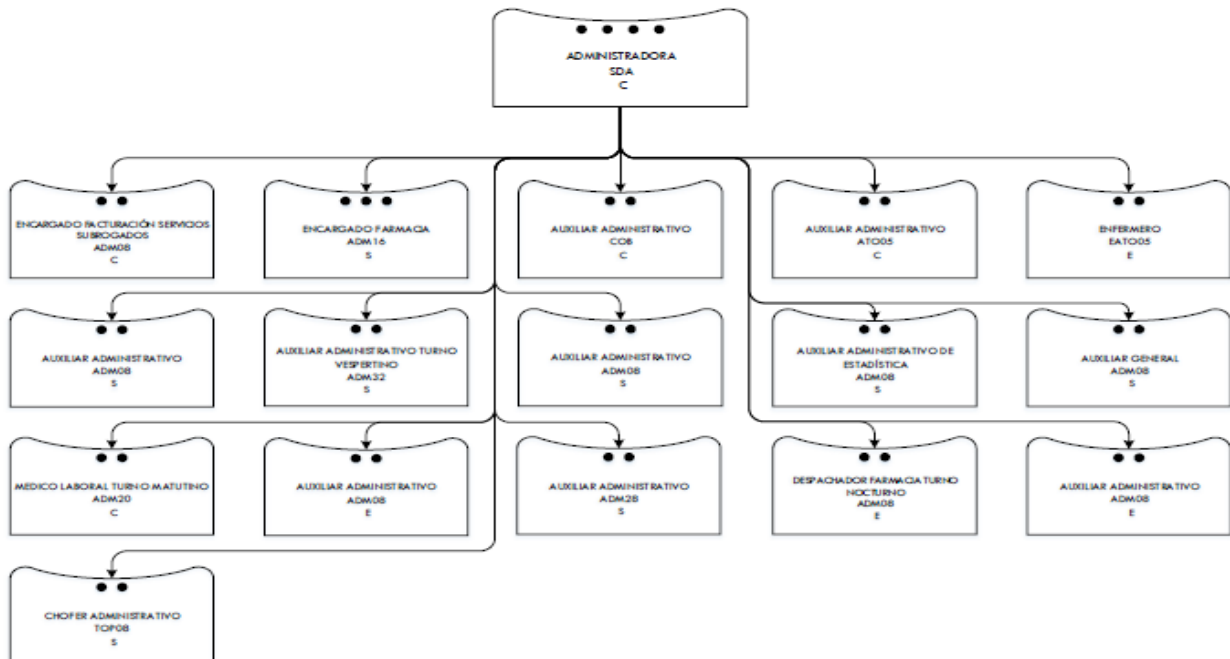 ADMINISTRADORA
SDA
C
ENCARGADO FACTURACIÓN SERVICIOS
SUBROGADOS
ADM08
C
ENCARGADO FARMACIA
ADM16
S
AUXILIAR ADMINISTRATIVO
COB
C
AUXILIAR ADMINISTRATIVO
ATO05
C
ENFERMERO
EATO05
E
AUXILIAR ADMINISTRATIVO
ADM08
S
AUXILIAR ADMINISTRATIVO TURNO
VESPERTINO
ADM32
S
AUXILIAR ADMINISTRATIVO
ADM08
S
AUXILIAR ADMINISTRATIVO DE
ESTADÍSTICA
ADM08
S
AUXILIAR GENERAL
ADM08
S
MEDICO LABORAL TURNO MATUTINO
ADM20
C
AUXILIAR ADMINISTRATIVO
ADM08
E
AUXILIAR ADMINISTRATIVO
ADM28
S
DESPACHADOR FARMACIA TURNO
NOCTURNO
ADM08
E
AUXILIAR ADMINISTRATIVO
ADM08
E
CHOFER ADMINISTRATIVO
TOP08
S